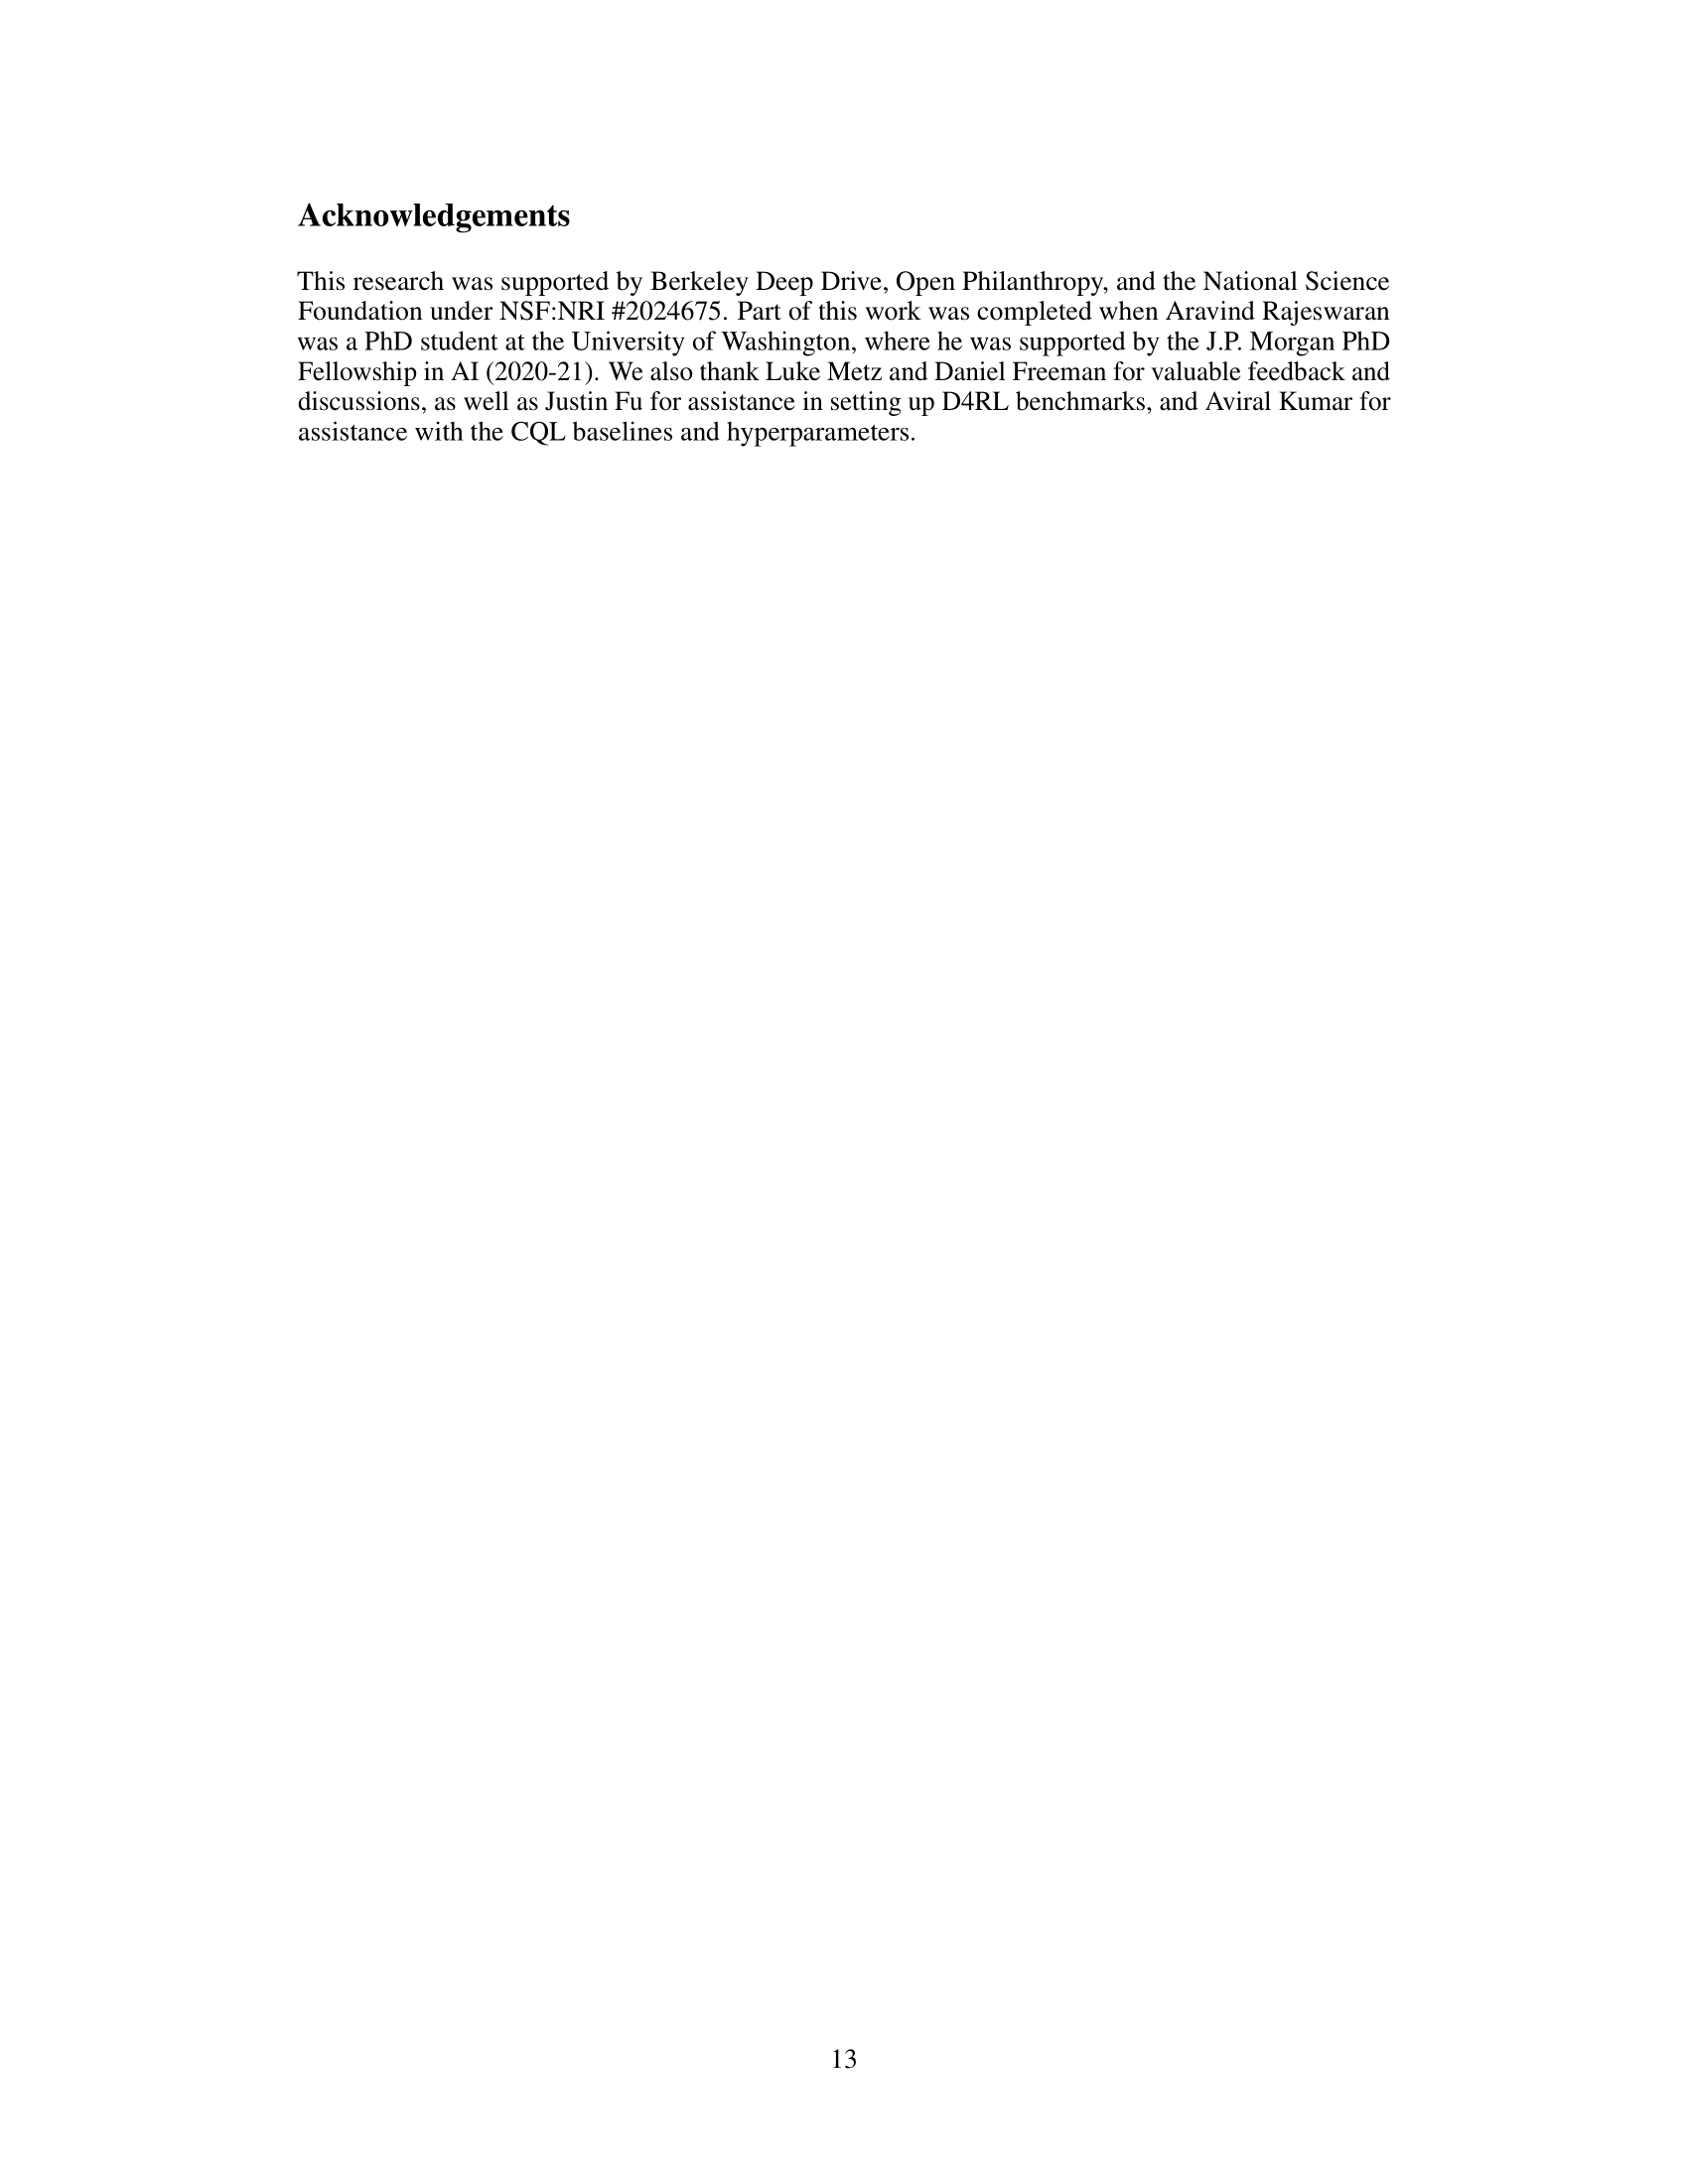 Acknowledgements
This research was supported by Berkeley Deep Drive, Open Philanthropy, and the National Science
Foundation under NSF:NRI #2024675. Part of this work was completed when Aravind Rajeswaran
was a PhD student at the University of Washington, where he was supported by the J.P. Morgan PhD
Fellowship in AI (2020-21). We also thank Luke Metz and Daniel Freeman for valuable feedback and
discussions, as well as Justin Fu for assistance in setting up D4RL benchmarks, and Aviral Kumar for
assistance with the CQL baselines and hyperparameters.
13